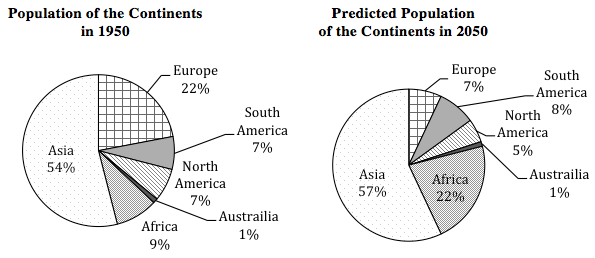 Population of the Continents
in 1950
Europe
22%
South
America
7%
North
America
7%
Austrailia
1%
Africa
9%
Asia
54%
Predicted Population
of the Continents in 2050
Europe
7%
South
America
8%
North
America
5%
Austrailia
1%
Africa
22%
Asia
57%